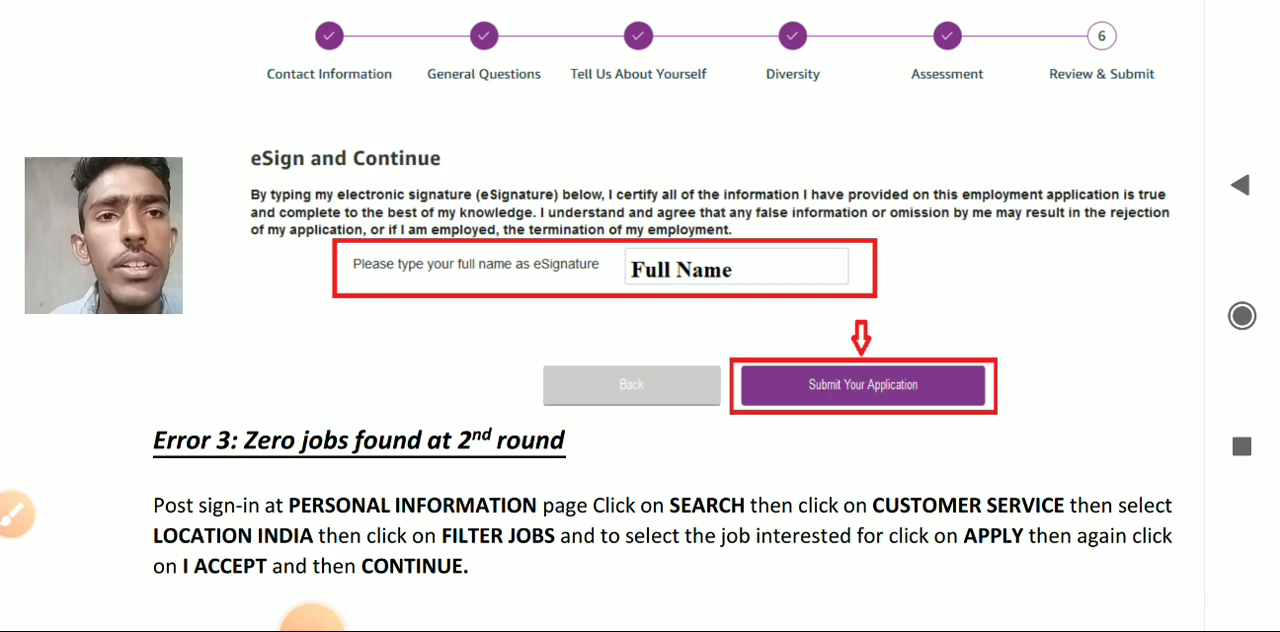 6
Contact Information General Questions Tell Us About Yourself Diversity Assessment Review & Submit
eSign and Continue
By typing my electronic signature (eSignature) below, I certify all of the information I have provided on this employment application is true
and complete to the best of my knowledge. I understand and agree that any false information or omission by me may result in the rejection
of my application, or if I am employed, the termination of my employment.
Please type your full name as eSignature Full Name
Back Submit Your Application
Error 3: Zero jobs found at 2nd round
Post sign-in at PERSONAL INFORMATION page Click on SEARCH then click on CUSTOMER SERVICE then select
LOCATION INDIA then click on FILTER JOBS and to select the job interested for click on APPLY then again click
on I ACCEPT and then CONTINUE.